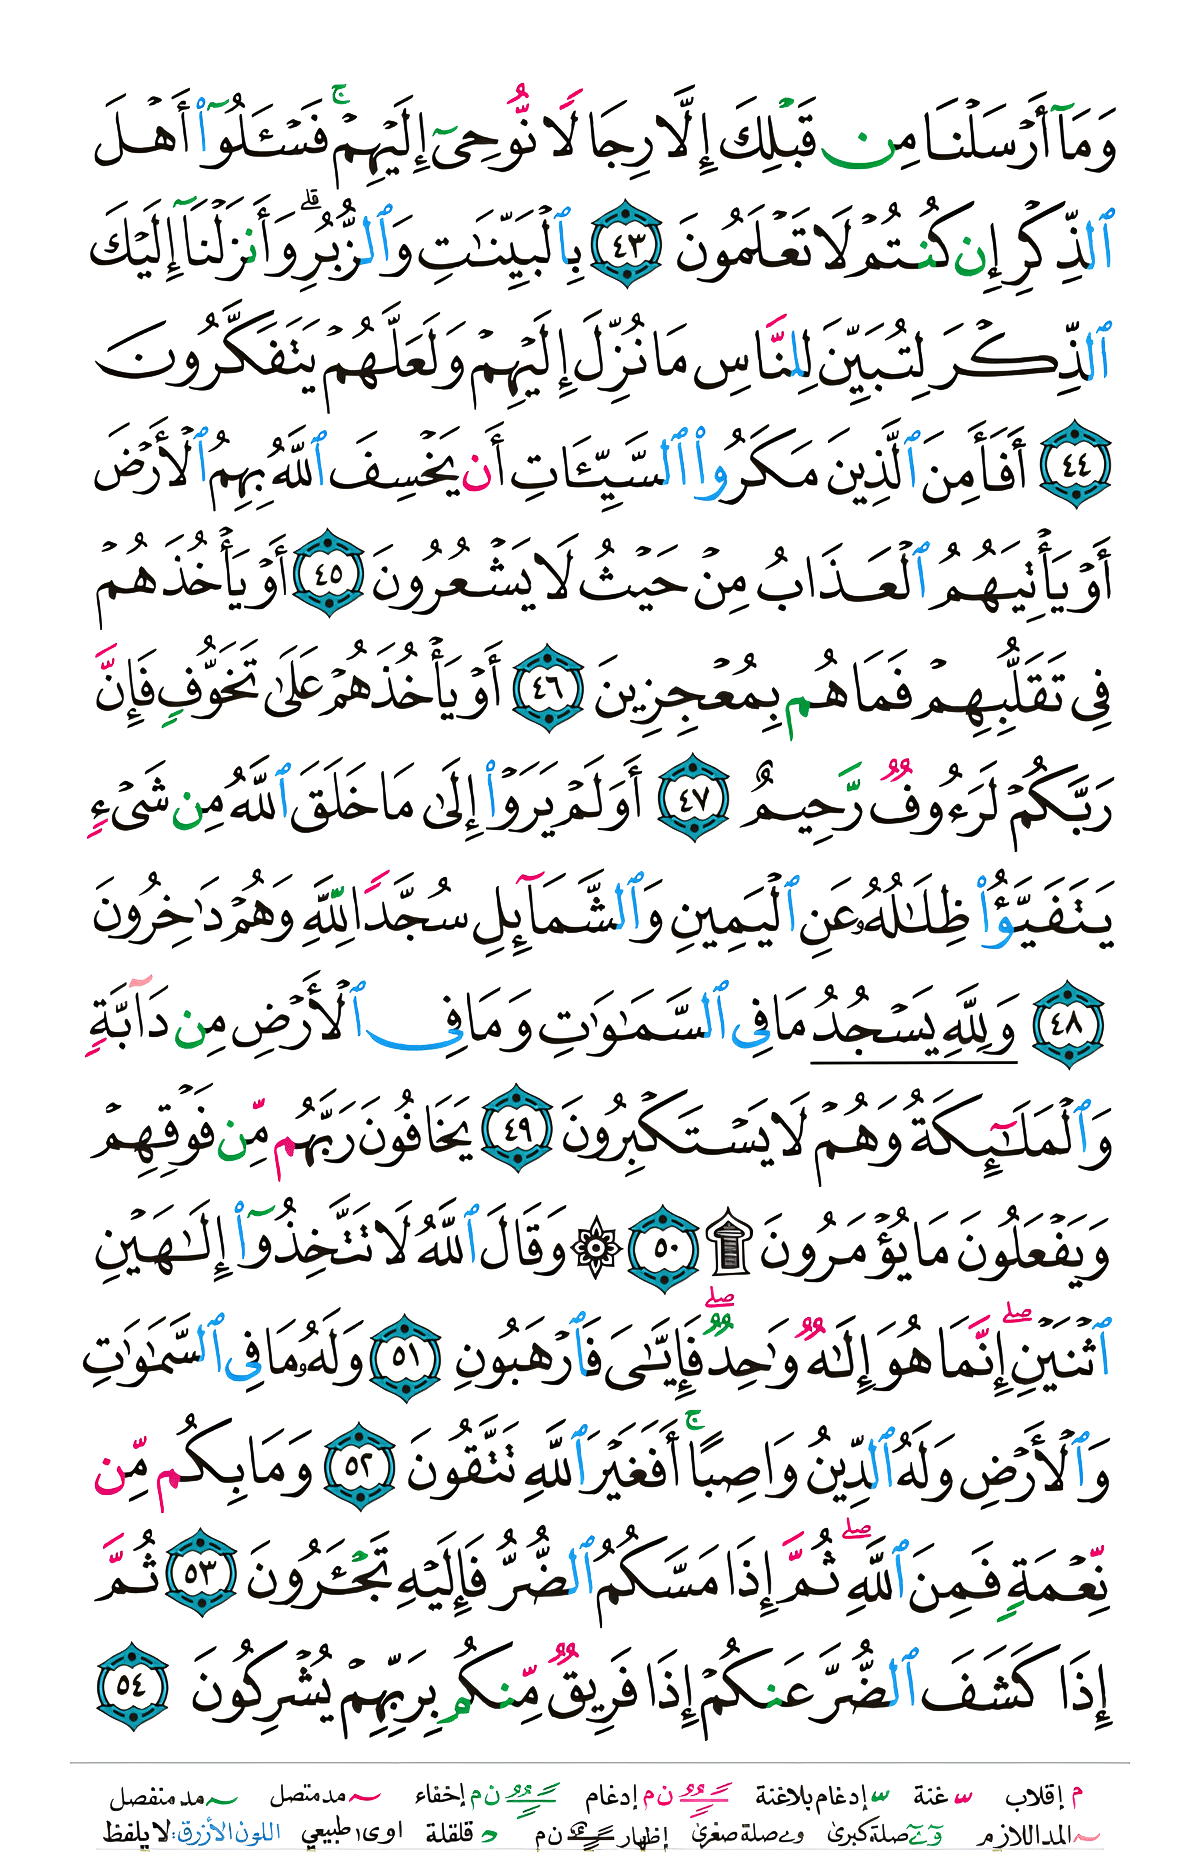 وَمَآ أَرْسَلْنَا مِن قَبْلِكَ إِلَّا رِجَالًا نُّوحِىٓ إِلَيْهِمْ ۚ فَسْـَٔلُوٓا۟ أَهْلَ
ٱلذِّكْرِ إِن كُنتُمْ لَا تَعْلَمُونَ ٤٣ بِٱلْبَيِّنَـٰتِ وَٱلزُّبُرِ ۗ وَأَنزَلْنَآ إِلَيْكَ
ٱلذِّكْرَ لِتُبَيِّنَ لِلنَّاسِ مَا نُزِّلَ إِلَيْهِمْ وَلَعَلَّهُمْ يَتَفَكَّرُونَ
٤٤ أَفَأَمِنَ ٱلَّذِينَ مَكَرُوا۟ ٱلسَّيِّـَٔاتِ أَن يَخْسِفَ ٱللَّهُ بِهِمُ ٱلْأَرْضَ
أَوْ يَأْتِيَهُمُ ٱلْعَذَابُ مِنْ حَيْثُ لَا يَشْعُرُونَ ٤٥ أَوْ يَأْخُذَهُمْ
فِى تَقَلُّبِهِمْ فَمَا هُم بِمُعْجِزِينَ ٤٦ أَوْ يَأْخُذَهُمْ عَلَىٰ تَخَوُّفٍ فَإِنَّ
رَبَّكُمْ لَرَءُوفٌ رَّحِيمٌ ٤٧ أَوَلَمْ يَرَوْا۟ إِلَىٰ مَا خَلَقَ ٱللَّهُ مِن شَىْءٍ
يَتَفَيَّؤُا۟ ظِلَـٰلُهُۥ عَنِ ٱلْيَمِينِ وَٱلشَّمَآئِلِ سُجَّدًا لِلَّهِ وَهُمْ دَٰخِرُونَ
٤٨ وَلِلَّهِ يَسْجُدُ مَا فِى ٱلسَّمَـٰوَٰتِ وَمَا فِى ٱلْأَرْضِ مِن دَآبَّةٍ
وَٱلْمَلَـٰٓئِكَةُ وَهُمْ لَا يَسْتَكْبِرُونَ ٤٩ يَخَافُونَ رَبَّهُم مِّن فَوْقِهِمْ
وَيَفْعَلُونَ مَا يُؤْمَرُونَ ۩ ٥٠ ۞ وَقَالَ ٱللَّهُ لَا تَتَّخِذُوٓا۟ إِلَـٰهَيْنِ
ٱثْنَيْنِ ۖ إِنَّمَا هُوَ إِلَـٰهٌ وَٰحِدٌ ۖ فَإِيَّـٰىَ فَٱرْهَبُونِ ٥١ وَلَهُۥ مَا فِى ٱلسَّمَـٰوَٰتِ
وَٱلْأَرْضِ وَلَهُ ٱلدِّينُ وَاصِبًا ۚ أَفَغَيْرَ ٱللَّهِ تَتَّقُونَ ٥٢ وَمَا بِكُم مِّن
نِّعْمَةٍ فَمِنَ ٱللَّهِ ۖ ثُمَّ إِذَا مَسَّكُمُ ٱلضُّرُّ فَإِلَيْهِ تَجْـَٔرُونَ ٥٣ ثُمَّ
إِذَا كَشَفَ ٱلضُّرَّ عَنكُمْ إِذَا فَرِيقٌ مِّنكُم بِرَبِّهِمْ يُشْرِكُونَ ٥٤
م إقلاب ّ غنة ّ إدغام بلاغنة ًٌٍ ن م إدغام ًٌٍ ن م إخفاء ~ مد متصل ~ مد منفصل
~ المد اللازم و ے صلة كبرىٰ و ے صلة صغرىٰ إظهار ًٌٍ ن م د قلقلة اوى ا طبيعي اللون الأزرق: لا يلفظ